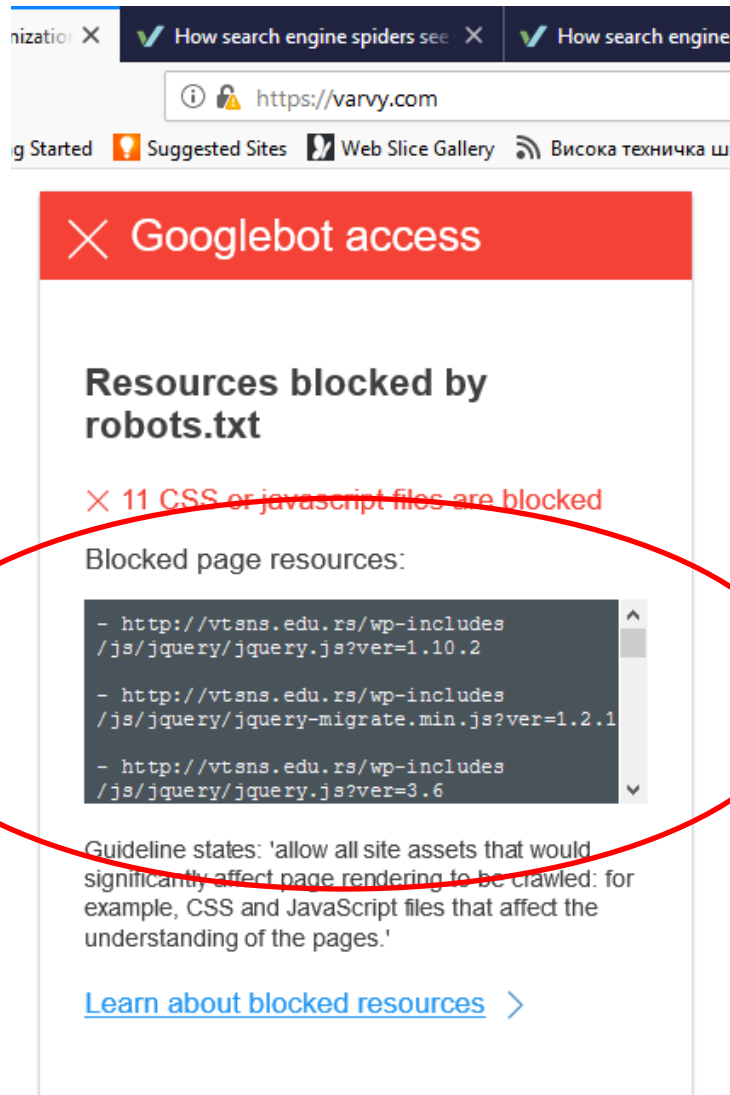 nization
How search engine spiders see
How search engine
https://varvy.com
g Started Suggested Sites Web Slice Gallery Висока техничка ш
Googlebot access
Resources blocked by
robots.txt
11 CSS or javascript files are blocked
Blocked page resources:
- http://vtsns.edu.rs/wp-includes
/js/jquery/jquery.js?ver=1.10.2
- http://vtsns.edu.rs/wp-includes
/js/jquery/jquery-migrate.min.js?ver=1.2.1
- http://vtsns.edu.rs/wp-includes
/js/jquery/jquery.js?ver=3.6
Guideline states: 'allow all site assets that would
significantly affect page rendering to be crawled: for
example, CSS and JavaScript files that affect the
understanding of the pages.'
Learn about blocked resources